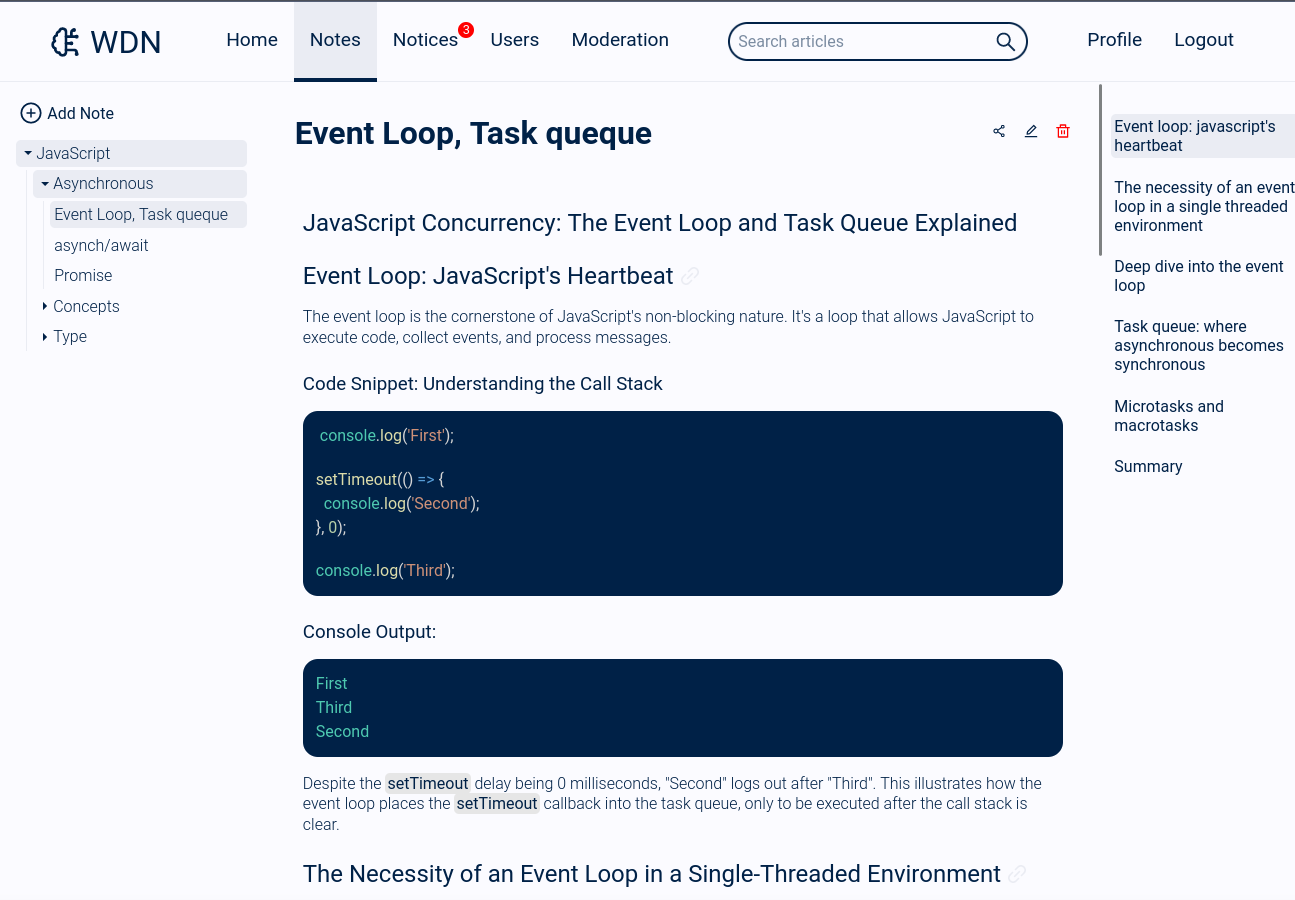 WDN
Home
Notes
Notices
3
Users
Moderation
Search articles
Profile
Logout
Add Note
JavaScript
Asynchronous
Event Loop, Task queque
asynch/await
Promise
Concepts
Type
Event Loop, Task queque
JavaScript Concurrency: The Event Loop and Task Queue Explained
Event Loop: JavaScript's Heartbeat
The event loop is the cornerstone of JavaScript's non-blocking nature. It's a loop that allows JavaScript to
execute code, collect events, and process messages.
Code Snippet: Understanding the Call Stack
console.log('First');
setTimeout(() => {
console.log('Second');
}, 0);
console.log('Third');
Console Output:
First
Third
Second
Despite the setTimeout delay being 0 milliseconds, "Second" logs out after "Third". This illustrates how the
event loop places the setTimeout callback into the task queue, only to be executed after the call stack is
clear.
The Necessity of an Event Loop in a Single-Threaded Environment
Event loop: javascript's
heartbeat
The necessity of an event
loop in a single threaded
environment
Deep dive into the event
loop
Task queue: where
asynchronous becomes
synchronous
Microtasks and
macrotasks
Summary